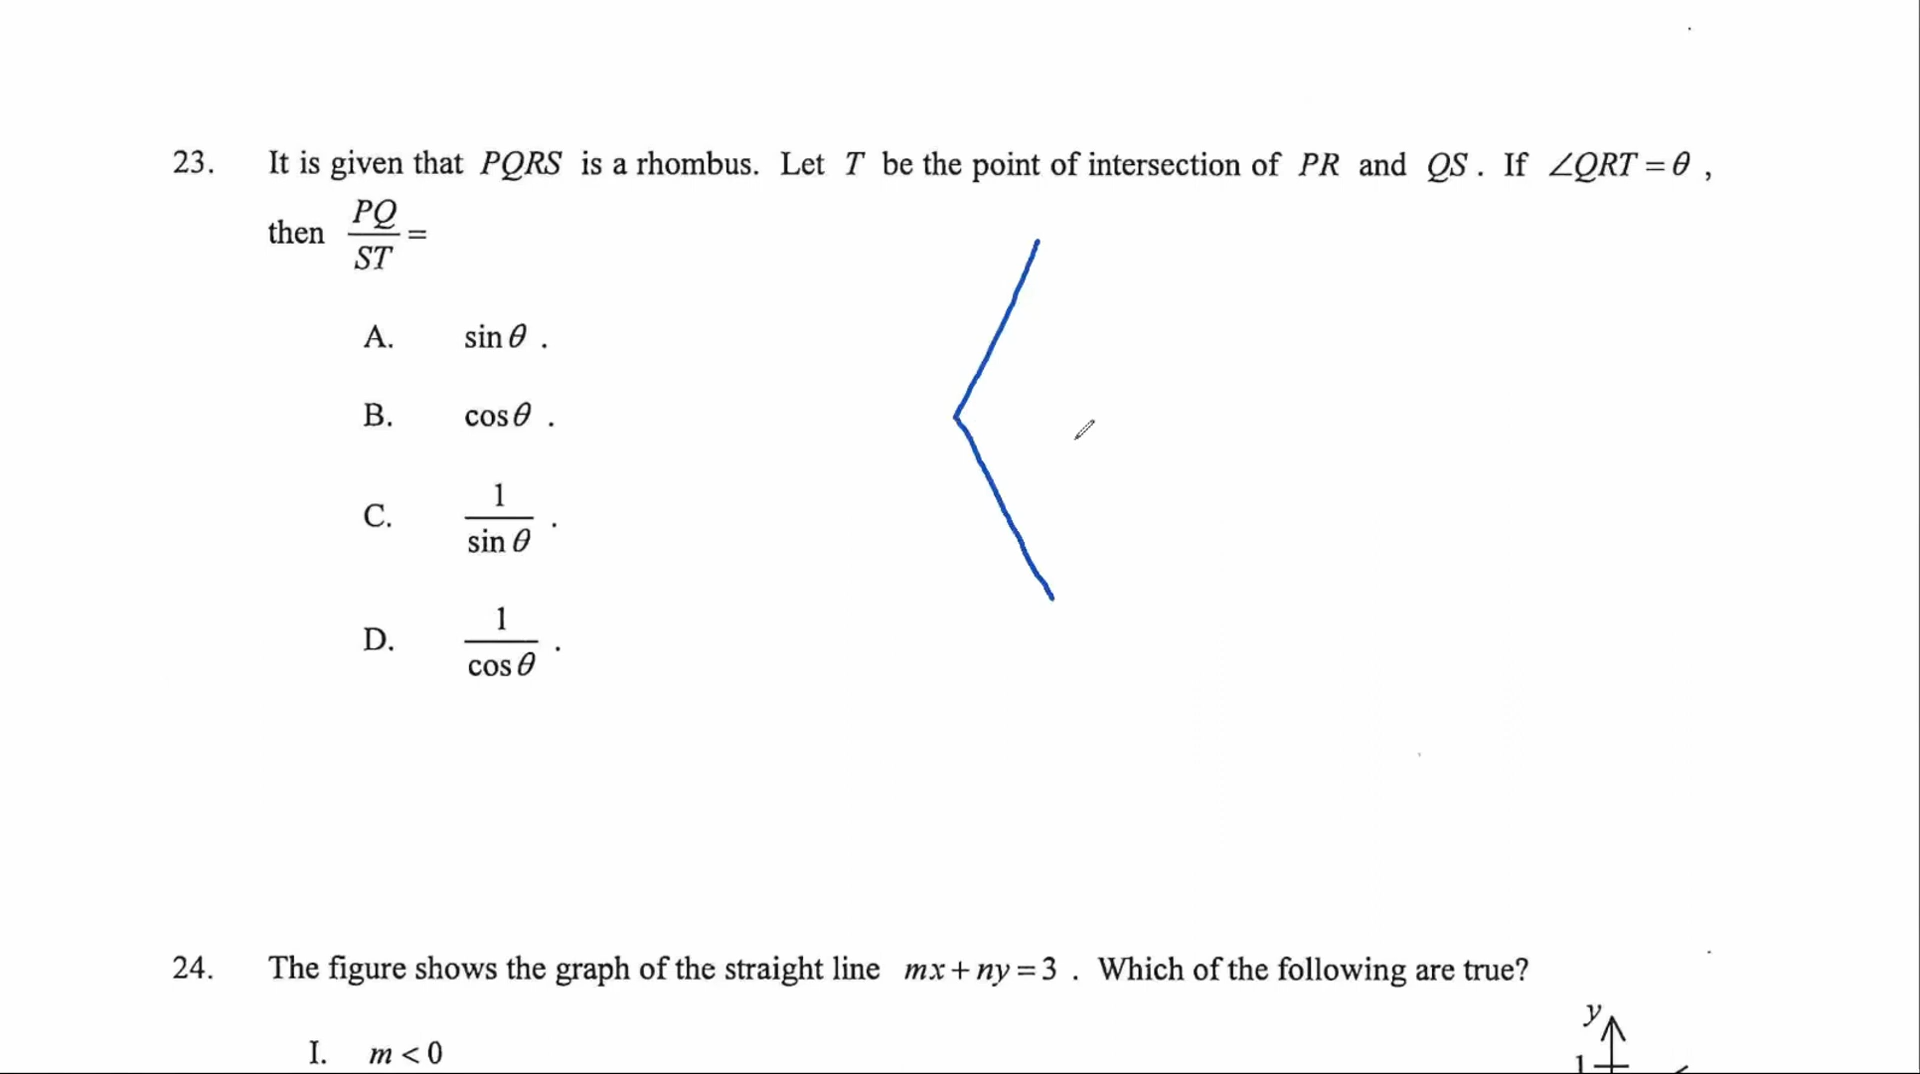 23. It is given that PQRS is a rhombus. Let T be the point of intersection of PR and QS. If ∠QRT = θ,
then PQ/ST =
A. sin θ.
B. cos θ.
C. 1/sin θ.
D. 1/cos θ.
24. The figure shows the graph of the straight line mx + ny = 3. Which of the following are true?
y
I. m < 0
1